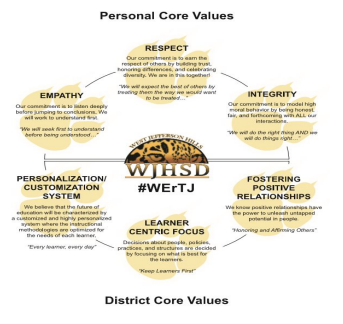 Personal Core Values
RESPECT
Our commitment is to earn the
respect of others by building trust,
honoring differences, and celebrating
diversity. We are in this together!
"We will expect the best of others by
treating them the way we would want
to be treated..."
EMPATHY
Our commitment is to listen deeply
before jumping to conclusions. We
will work to understand first.
"We will seek first to understand
before being understood..."
INTEGRITY
Our commitment is to model high
moral behavior by being honest,
fair, and forthcoming with ALL our
interactions.
"We will do the right thing AND we
will do things right..."
WEST JEFFERSON HILLS
WJHSD
#WErTJ
PERSONALIZATION/
CUSTOMIZATION
SYSTEM
We believe that the future of
education will be characterized by
a customized and highly personalized
system where the instructional
methodologies are optimized for
the needs of each learner.
"Every learner, every day"
LEARNER
CENTRIC FOCUS
Decisions about people, policies,
practices, and structures are decided
by focusing on what is best for
the learners.
"Keep Learners First"
FOSTERING
POSITIVE
RELATIONSHIPS
We know positive relationships have
the power to unleash untapped
potential in people.
"Honoring and Affirming Others"
District Core Values